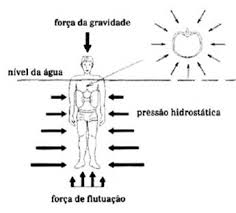 força da gravidade
nível da água
pressão hidrostática
força de flutuação